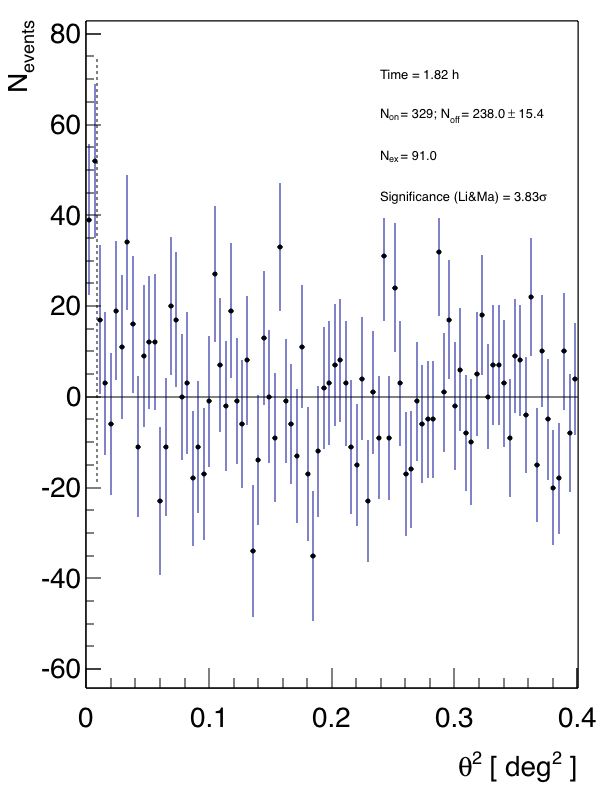 N_events
80
60
40
20
0
-20
-40
-60
Time = 1.82 h
N_on = 329; N_off = 238.0 ± 15.4
N_ex = 91.0
Significance (Li&Ma) = 3.83σ
0 0.1 0.2 0.3 0.4
θ² [ deg² ]